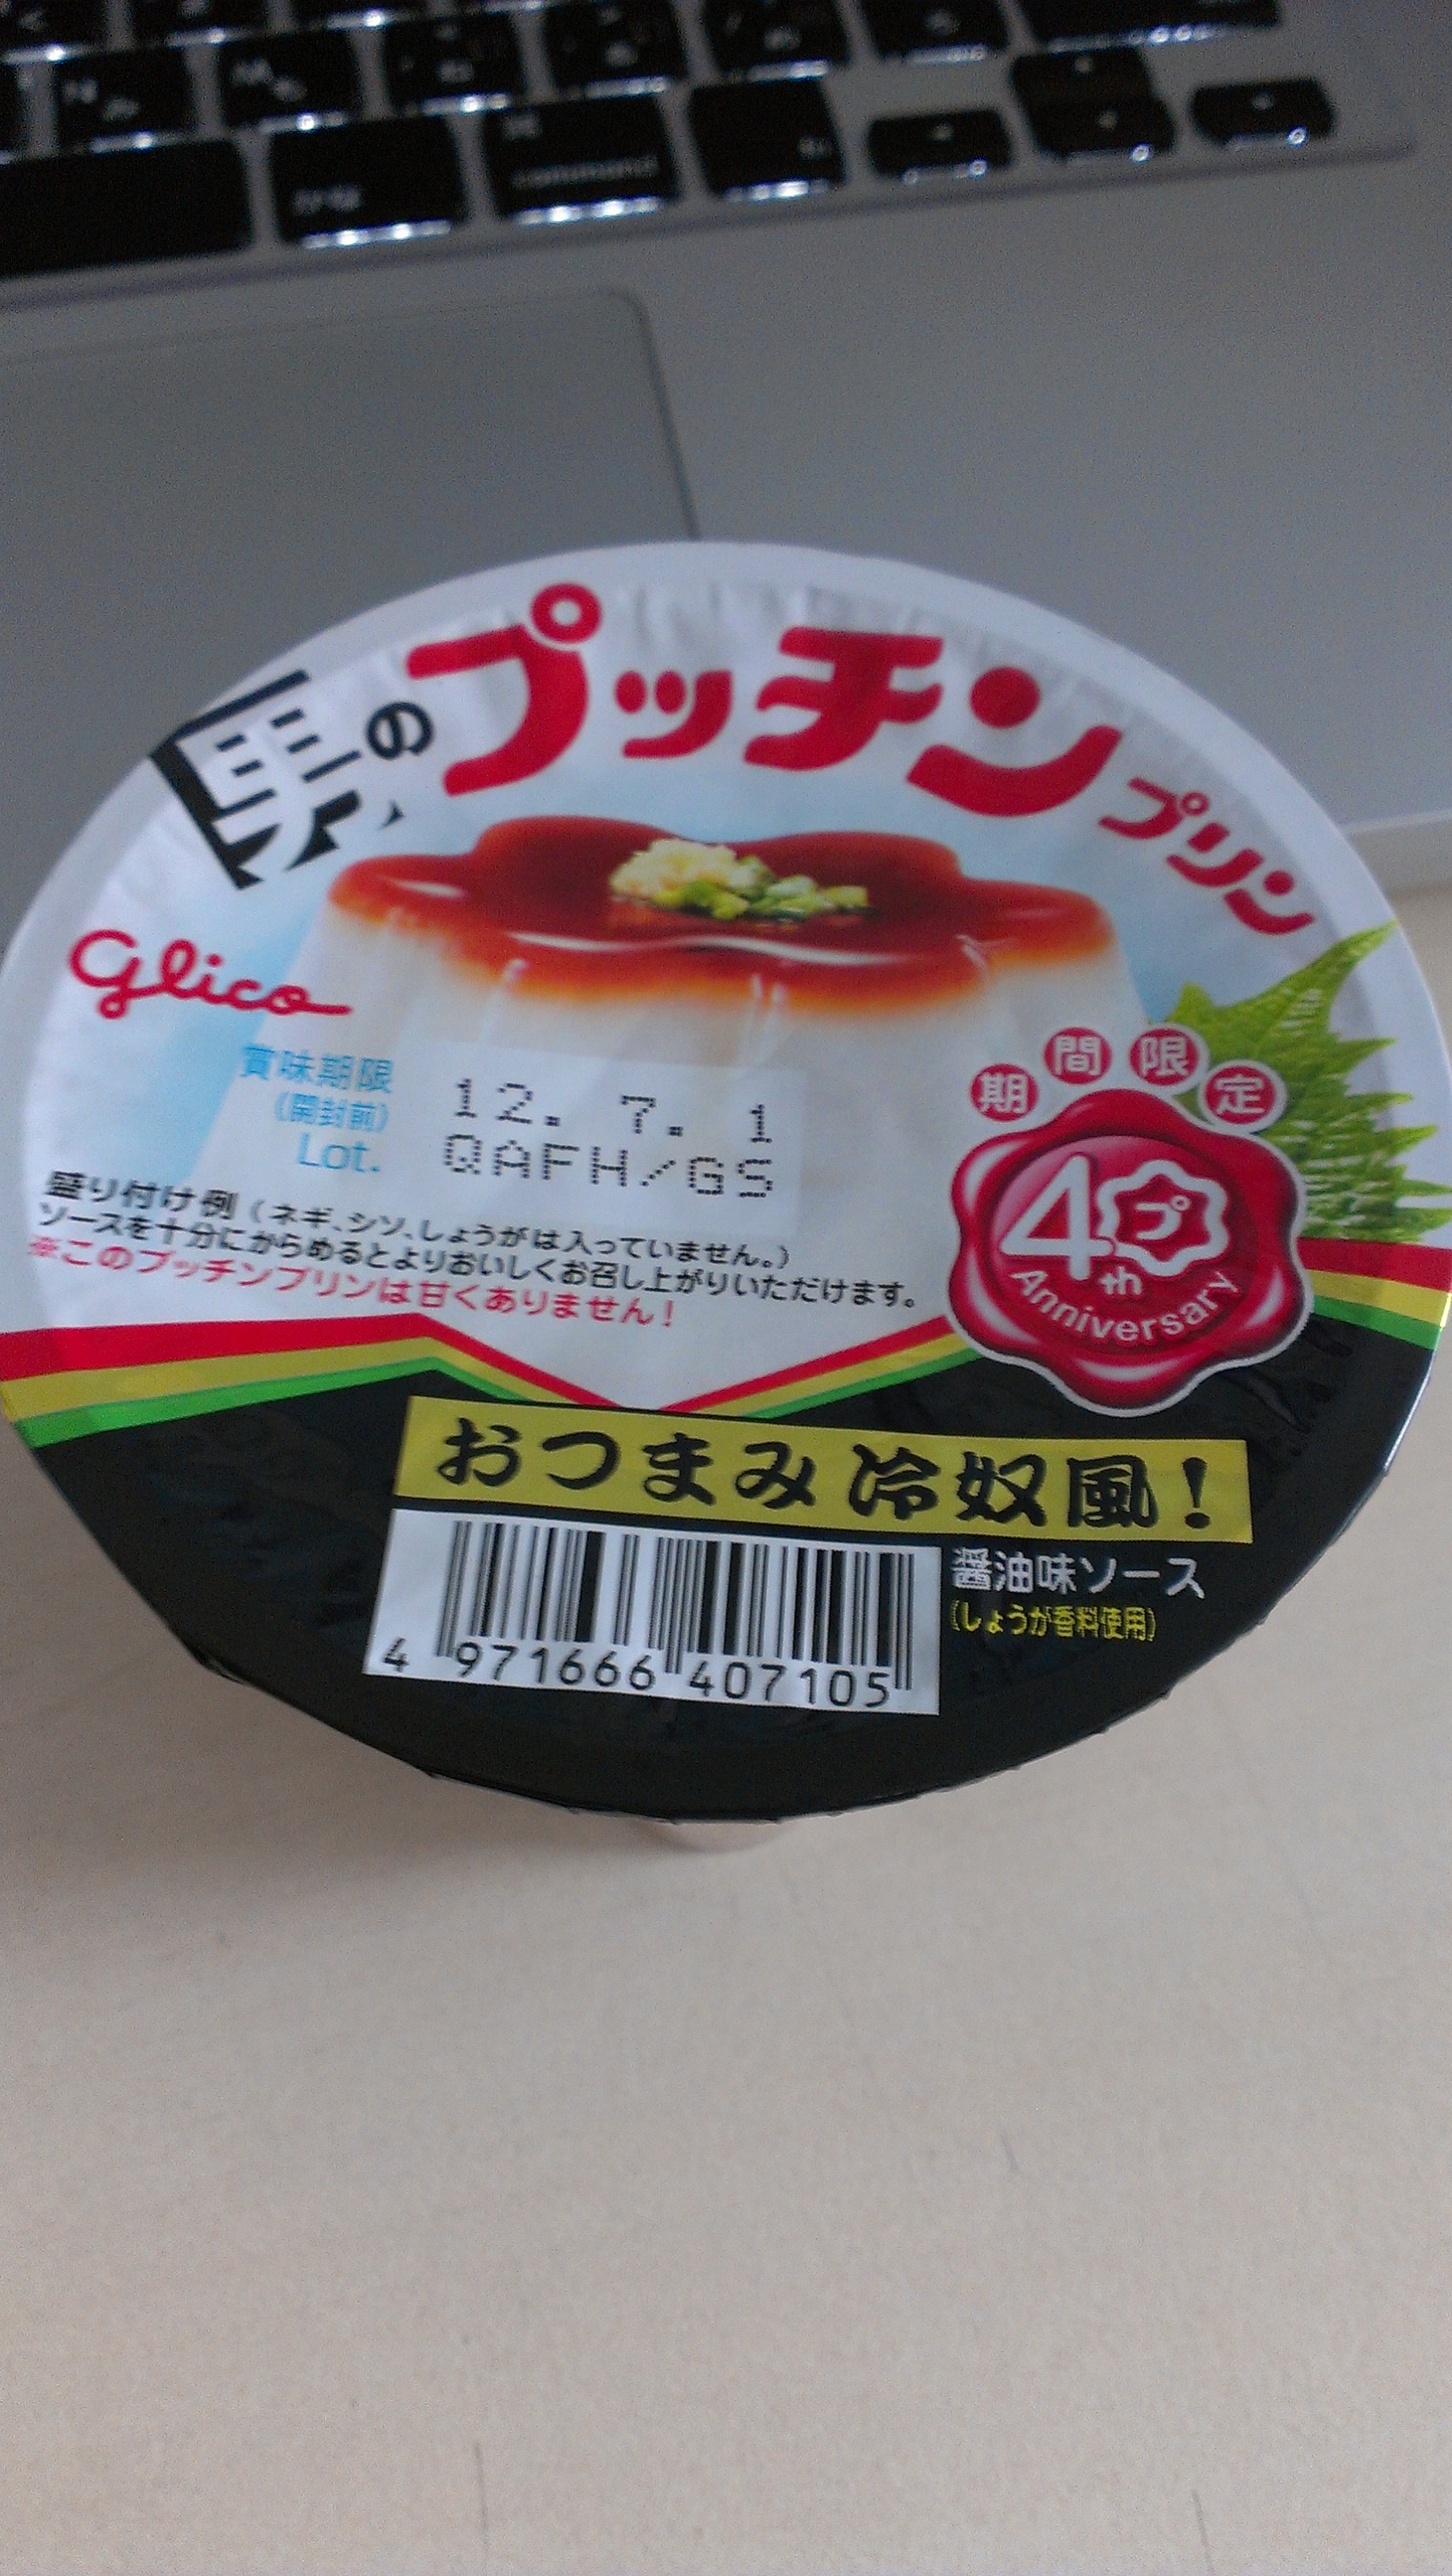 かな
command
男のプッチンプリン
glico
賞味期限
(開封前)
Lot.
12. 7. 1
QAFH/GS
期間限定
40プ
th
Anniversary
盛り付け例(ネギ、シソ、しょうがは入っていません。)
ソースを十分にからめるとよりおいしくお召し上がりいただけます。
※このプッチンプリンは甘くありません!
おつまみ冷奴風!
醤油味ソース
(しょうが香料使用)
4 971666 407105